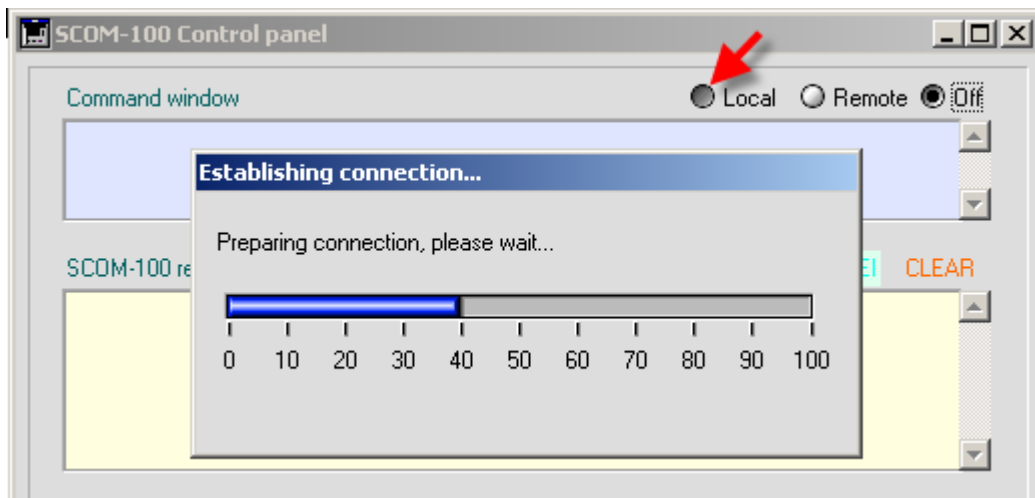 SCOM-100 Control panel
Command window Local Remote Off
Establishing connection...
Preparing connection, please wait...
SCOM-100 CLEAR
0 10 20 30 40 50 60 70 80 90 100